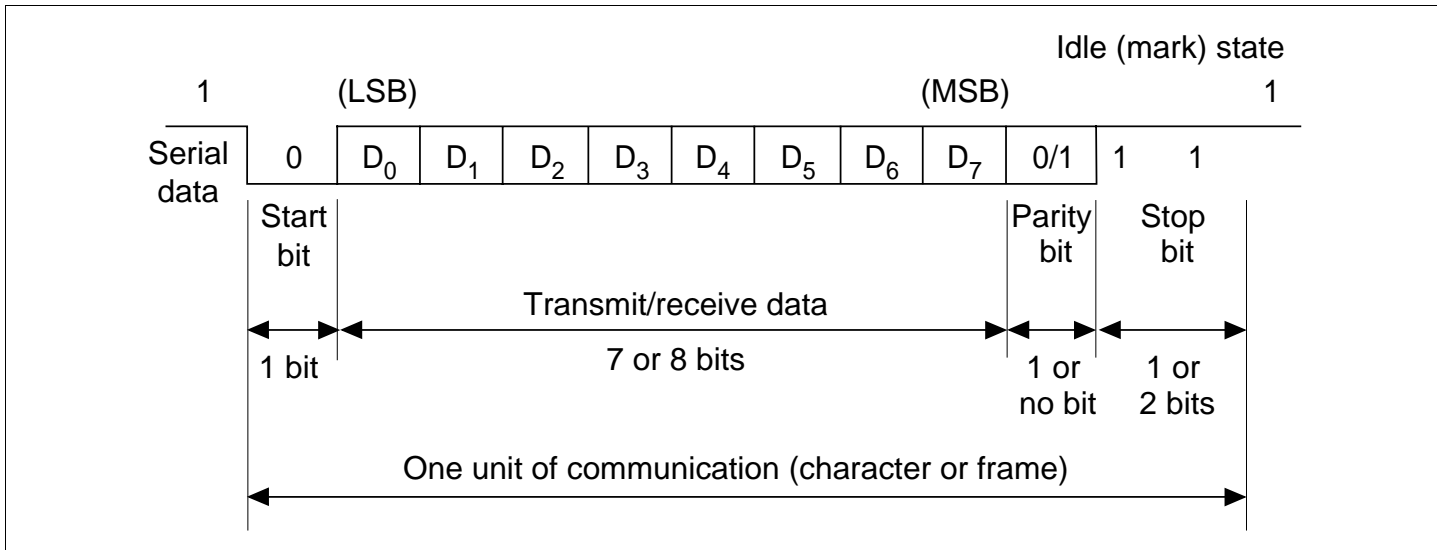 Idle (mark) state
1 (LSB) (MSB) 1
Serial data
0 D0 D1 D2 D3 D4 D5 D6 D7 0/1 1 1
Start bit
Parity bit
Stop bit
Transmit/receive data
1 bit
7 or 8 bits
1 or no bit
1 or 2 bits
One unit of communication (character or frame)